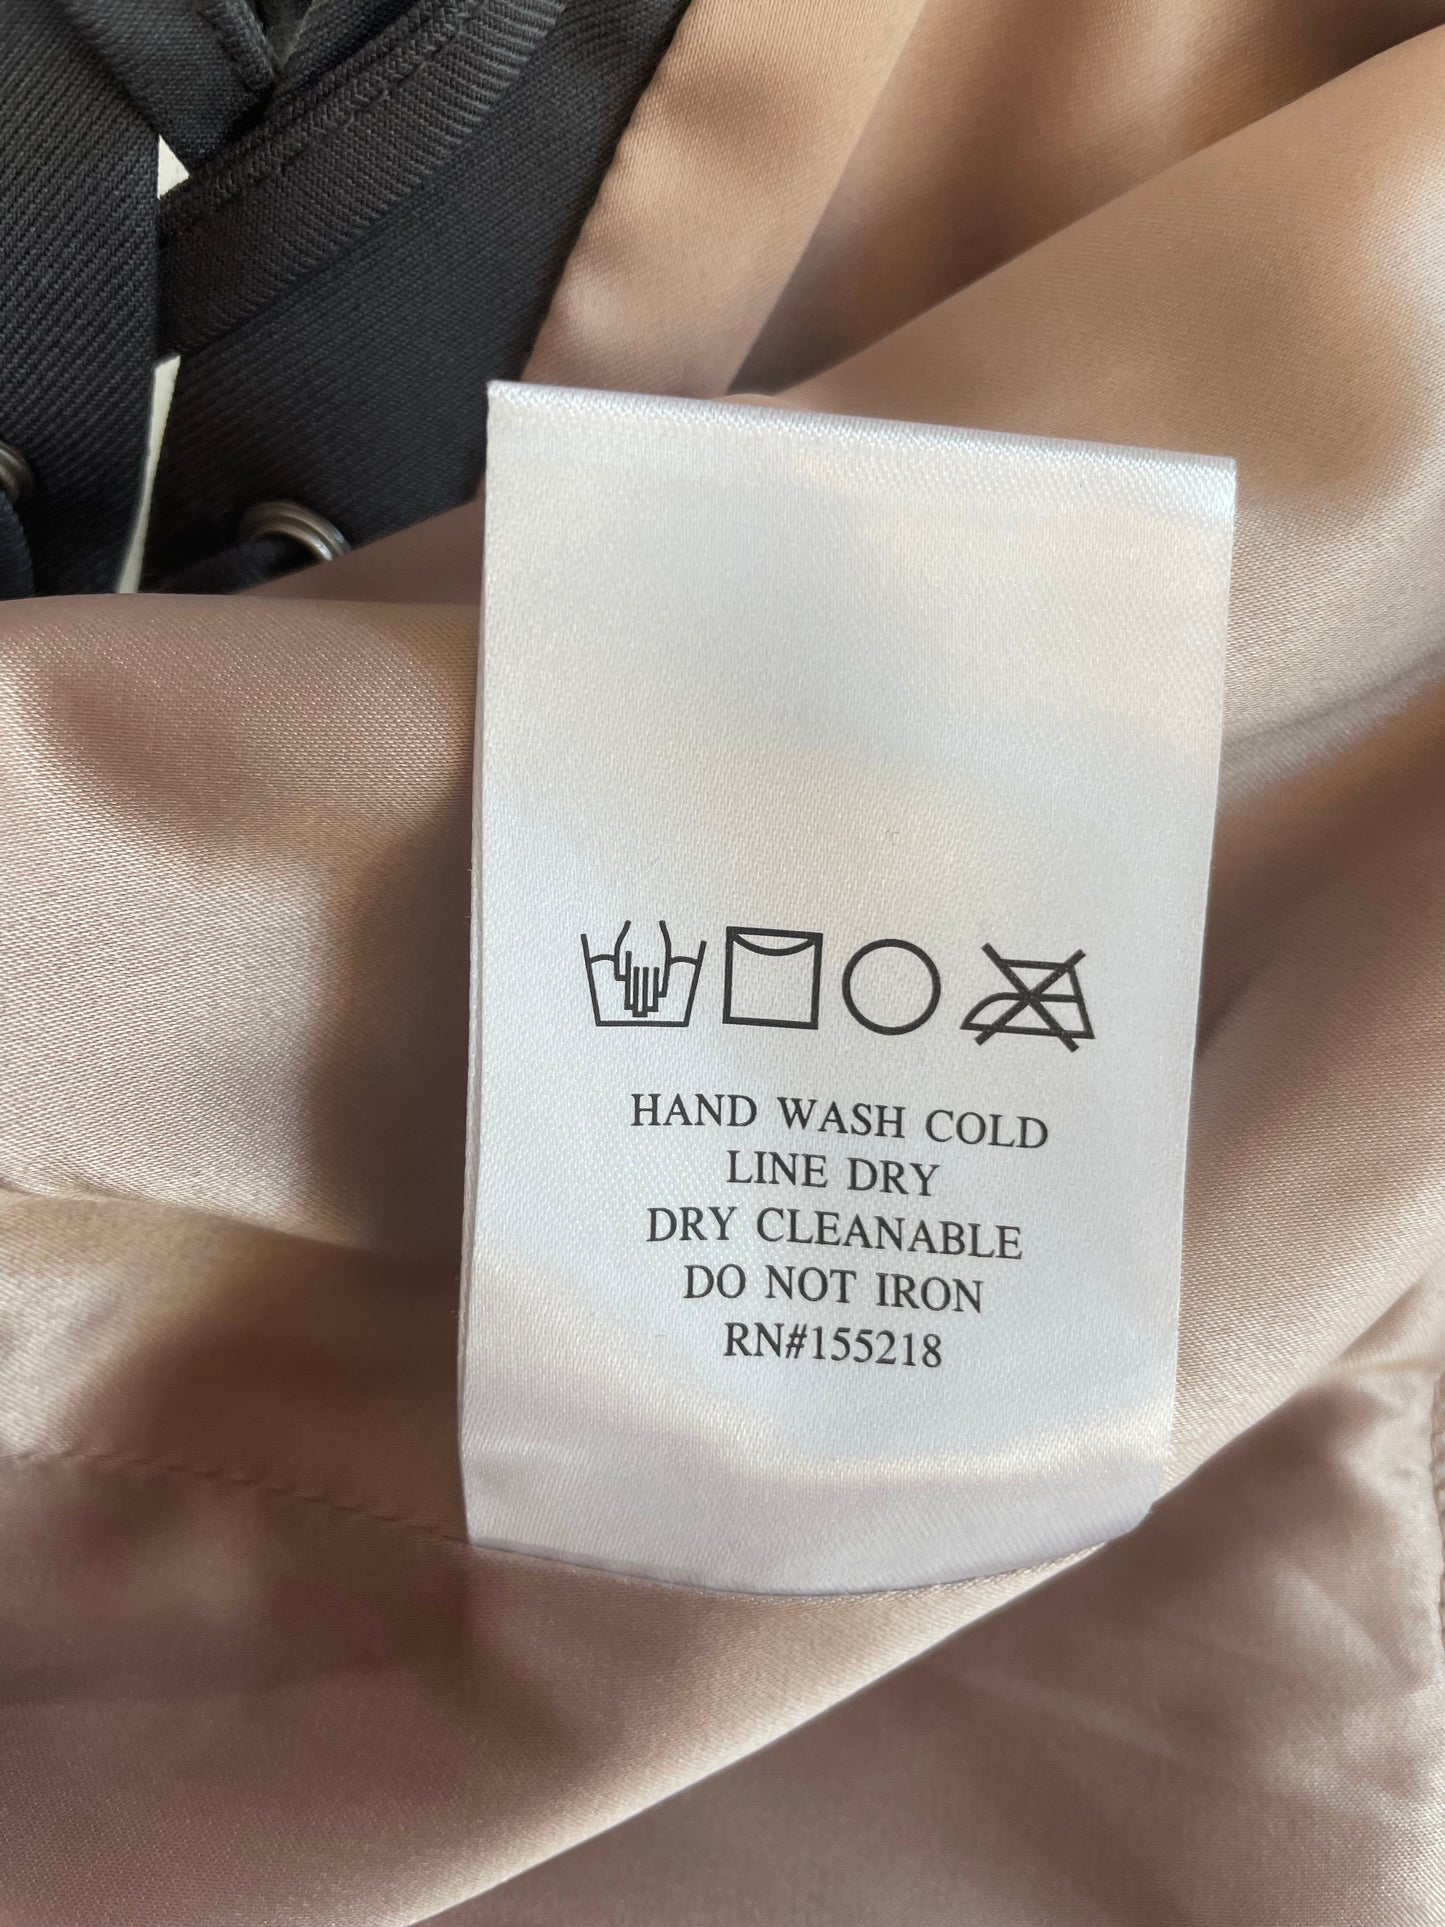 HAND WASH COLD
LINE DRY
DRY CLEANABLE
DO NOT IRON
RN#155218